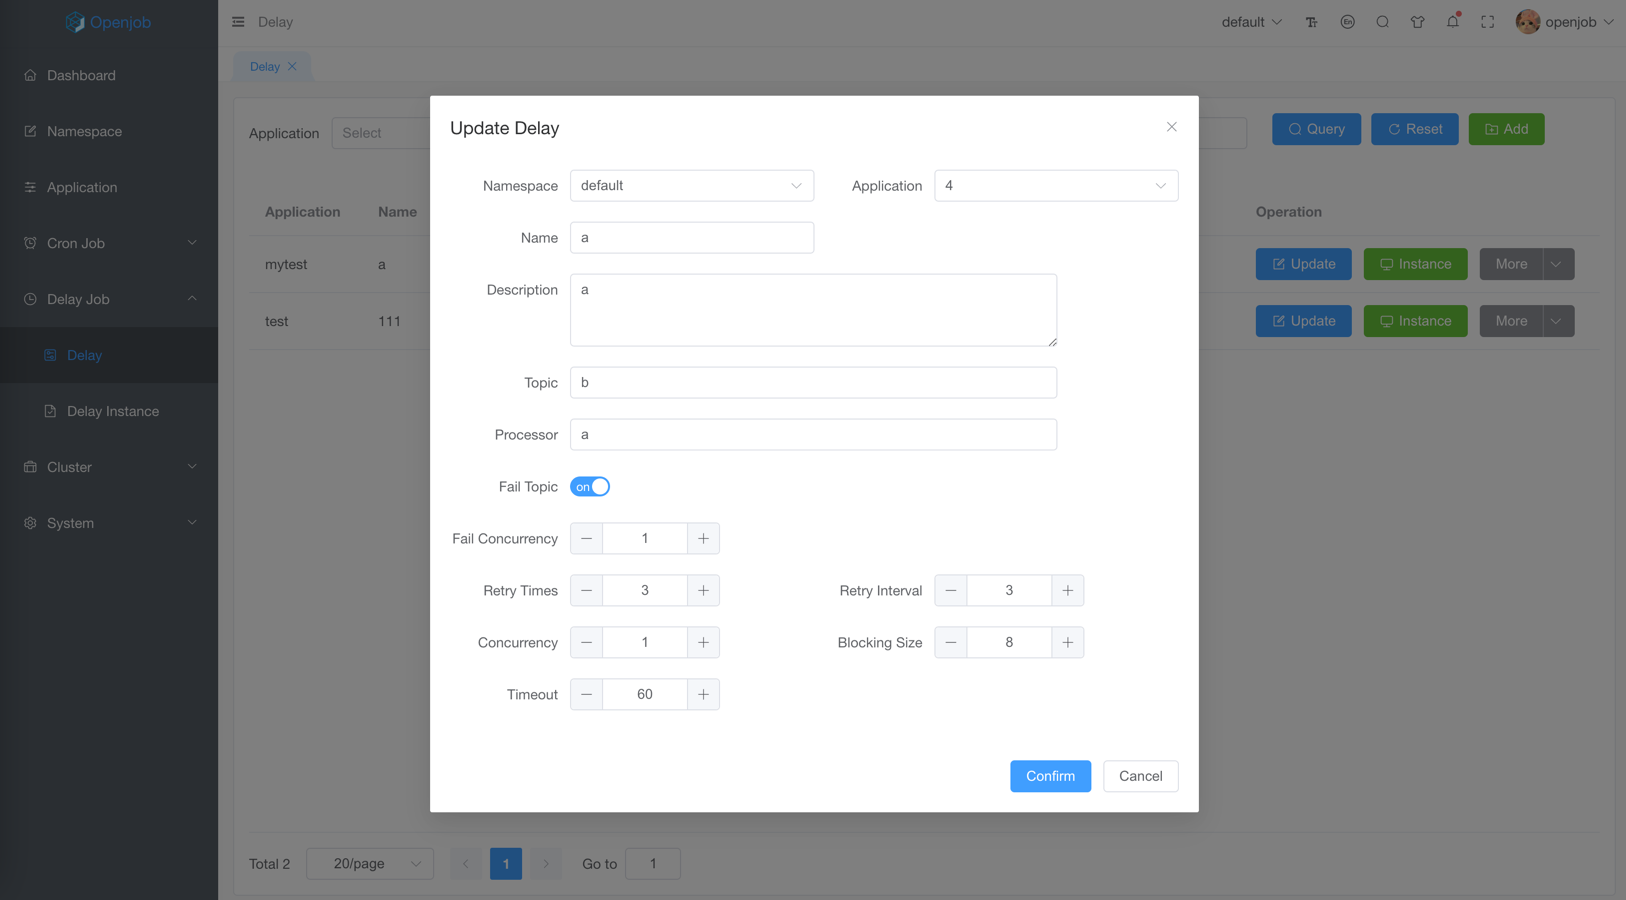 Openjob
Delay
default
En
openjob
Delay
Dashboard
Namespace
Application
Cron Job
Delay Job
Delay
Delay Instance
Cluster
System
Application
Select
Query
Reset
Add
Application
Name
Operation
mytest
a
Update
Instance
More
test
111
Update
Instance
More
Update Delay
Namespace
default
Application
4
Name
a
Description
a
Topic
b
Processor
a
Fail Topic
on
Fail Concurrency
1
Retry Times
3
Retry Interval
3
Concurrency
1
Blocking Size
8
Timeout
60
Confirm
Cancel
Total 2
20/page
1
Go to
1